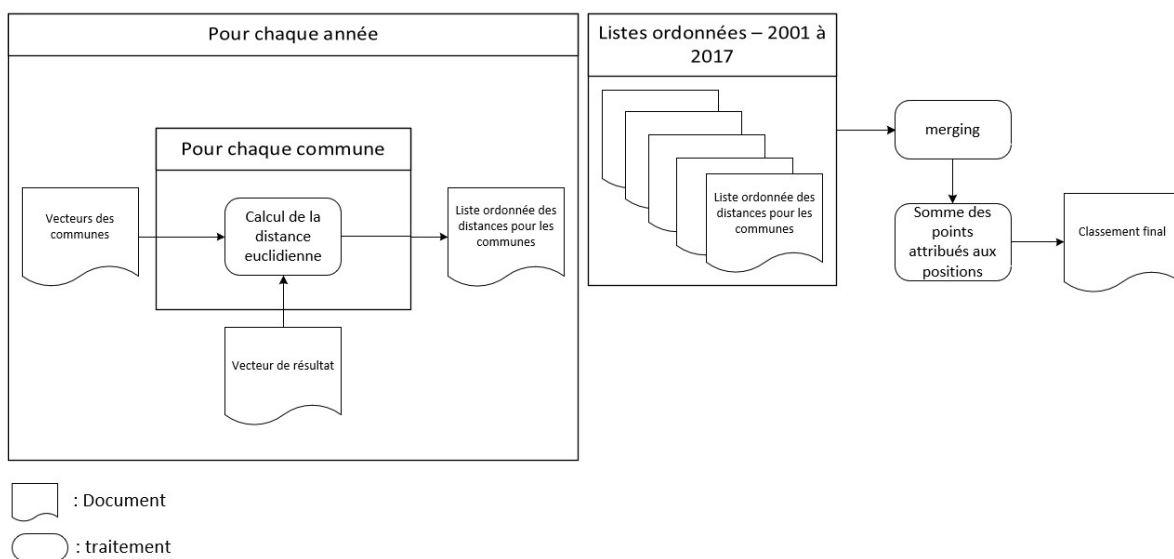 Pour chaque année
Pour chaque commune
Vecteurs des
communes
Calcul de la
distance
euclidienne
Liste ordonnée des
distances pour les
communes
Vecteur de résultat
Listes ordonnées – 2001 à
2017
Liste ordonnée des
distances pour les
communes
merging
Somme des
points
attribués aux
positions
Classement final
: Document
: traitement